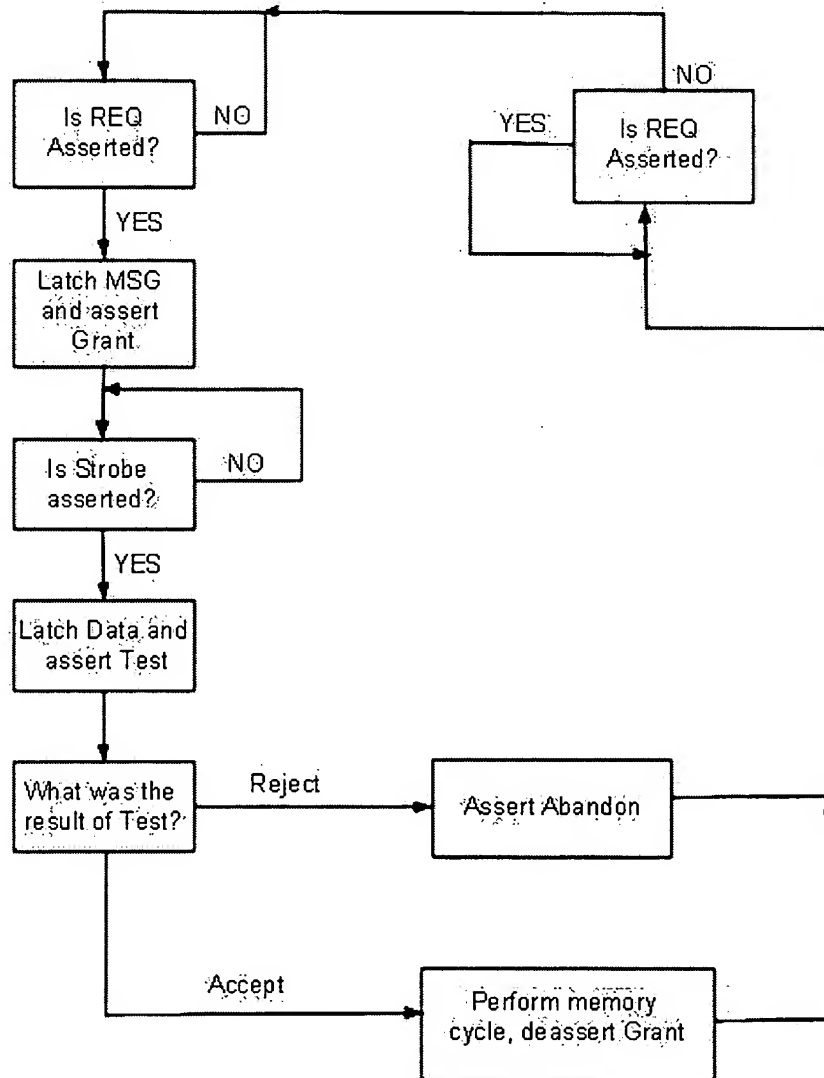 NO
Is REQ
Asserted?
NO
YES
Is REQ
Asserted?
YES
Latch MSG
and assert
Grant
Is Strobe
asserted?
NO
YES
Latch Data and
assert Test
What was the
result of Test?
Reject
Assert Abandon
Accept
Perform memory
cycle, deassert Grant